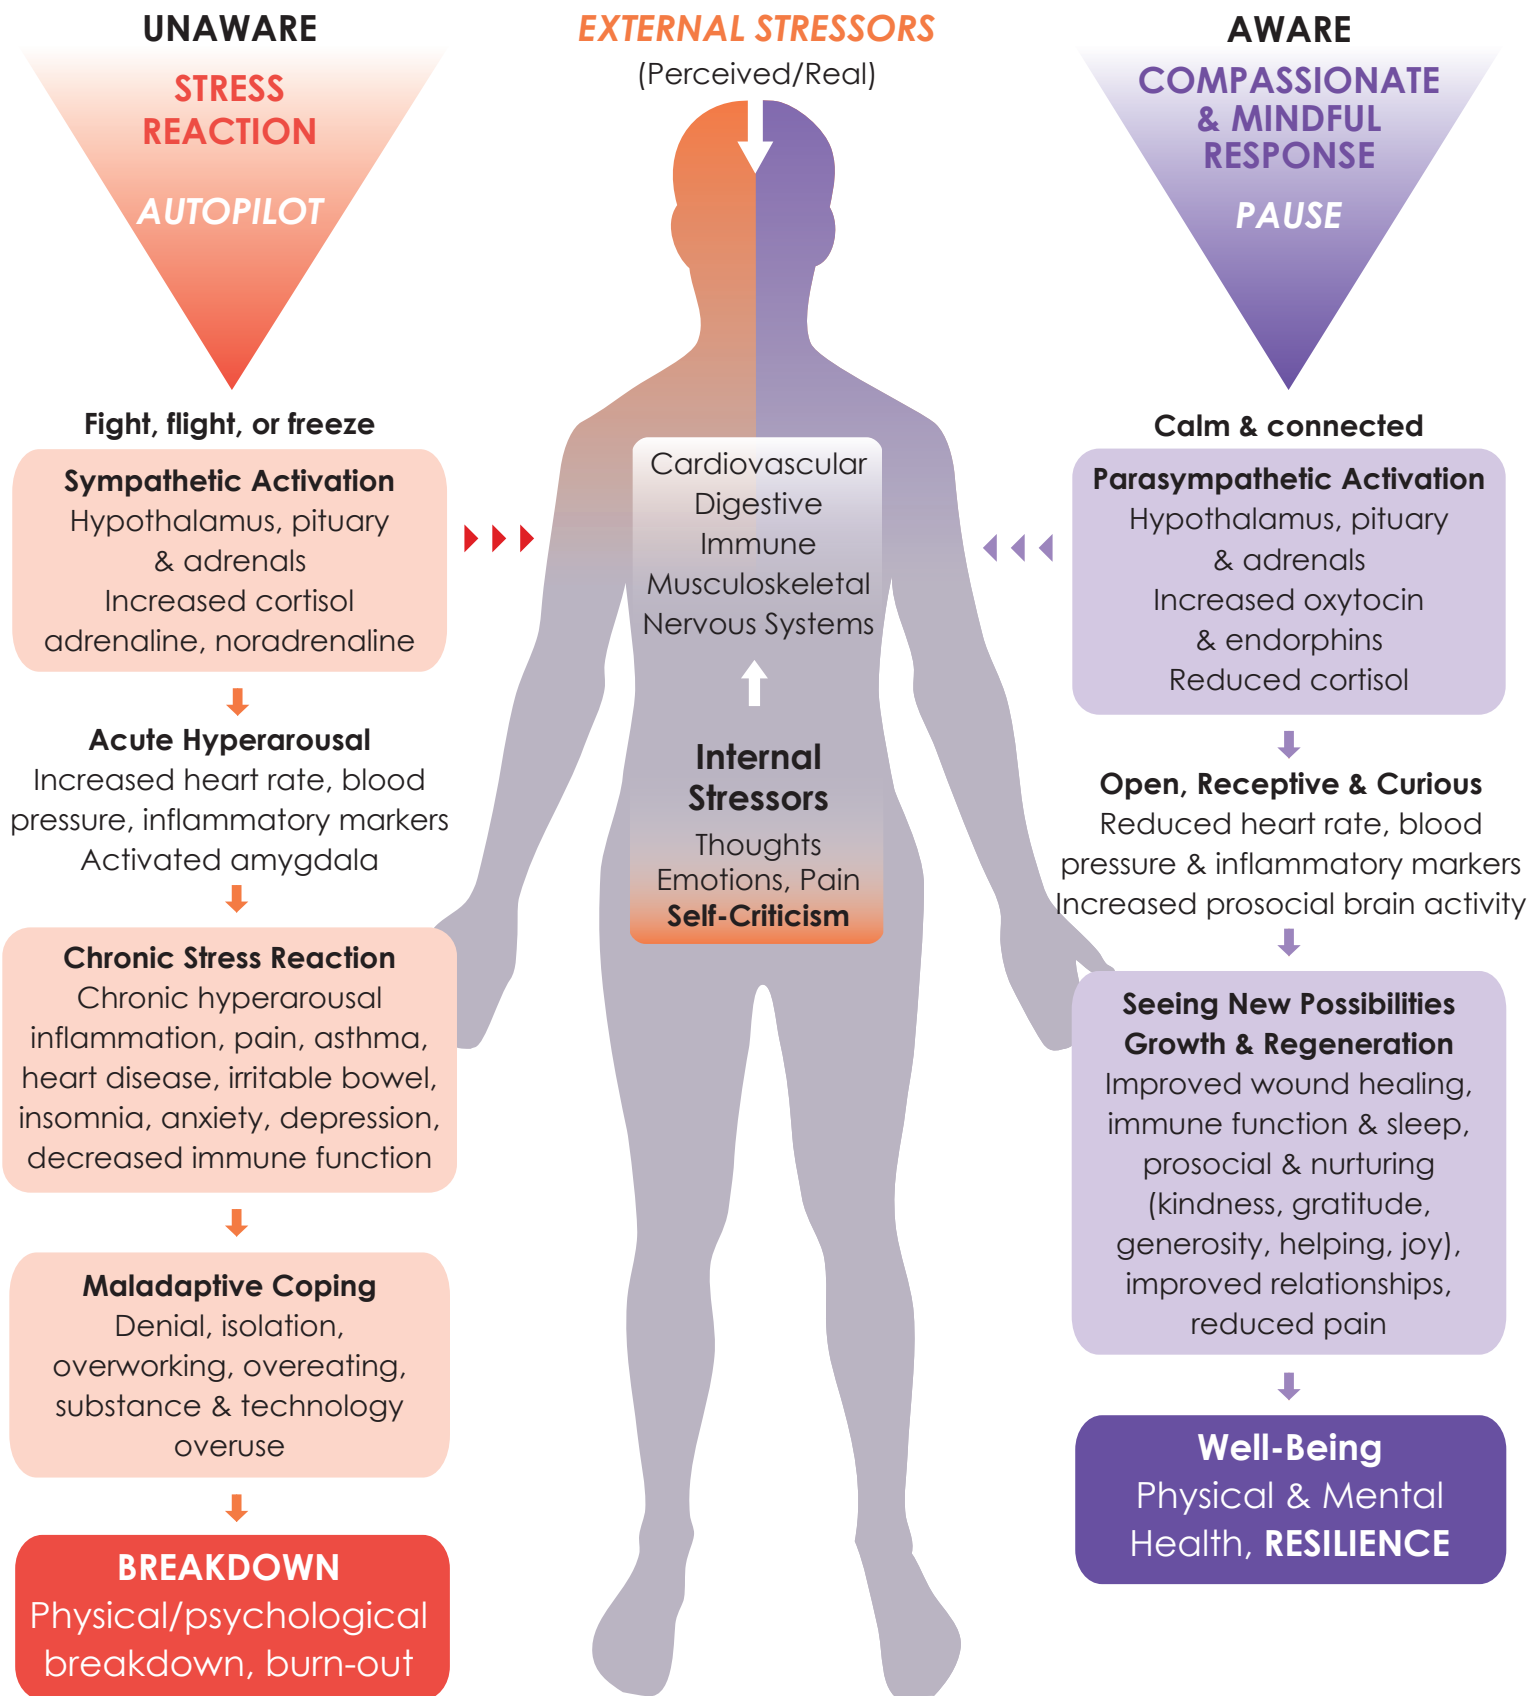 UNAWARE
STRESS
REACTION
AUTOPILOT
Fight, flight, or freeze
Sympathetic Activation
Hypothalamus, pituary
& adrenals
Increased cortisol
adrenaline, noradrenaline
Acute Hyperarousal
Increased heart rate, blood
pressure, inflammatory markers
Activated amygdala
Chronic Stress Reaction
Chronic hyperarousal
inflammation, pain, asthma,
heart disease, irritable bowel,
insomnia, anxiety, depression,
decreased immune function
Maladaptive Coping
Denial, isolation,
overworking, overeating,
substance & technology
overuse
BREAKDOWN
Physical/psychological
breakdown, burn-out
EXTERNAL STRESSORS
(Perceived/Real)
Cardiovascular
Digestive
Immune
Musculoskeletal
Nervous Systems
Internal
Stressors
Thoughts
Emotions, Pain
Self-Criticism
AWARE
COMPASSIONATE
& MINDFUL
RESPONSE
PAUSE
Calm & connected
Parasympathetic Activation
Hypothalamus, pituary
& adrenals
Increased oxytocin
& endorphins
Reduced cortisol
Open, Receptive & Curious
Reduced heart rate, blood
pressure & inflammatory markers
Increased prosocial brain activity
Seeing New Possibilities
Growth & Regeneration
Improved wound healing,
immune function & sleep,
prosocial & nurturing
(kindness, gratitude,
generosity, helping, joy),
improved relationships,
reduced pain
Well-Being
Physical & Mental
Health, RESILIENCE